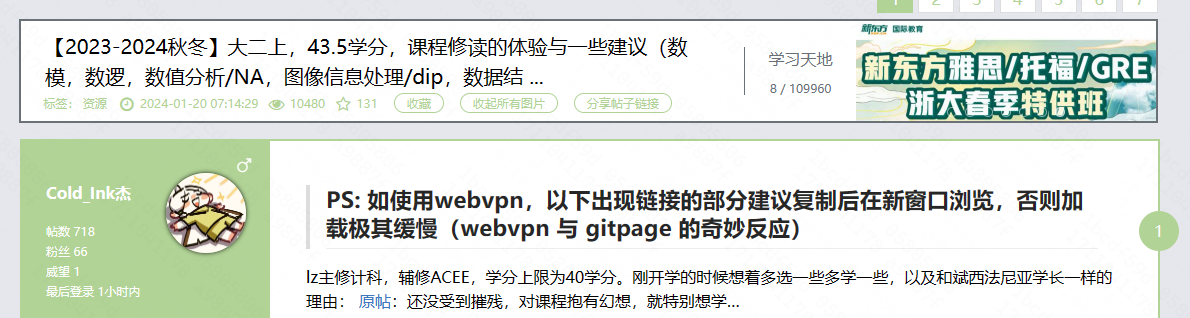 1 2 3 4 5 6 7
【2023-2024秋冬】大二上，43.5学分，课程修读的体验与一些建议（数
模，数逻，数值分析/NA，图像信息处理/dip，数据结 ...
标签： 资源 2024-01-20 07:14:29 10480 131 收藏 收起所有图片 分享帖子链接
学习天地
8 / 109960
新东方 国际教育
新东方雅思/托福/GRE
浙大春季特供班
Cold_Ink杰
帖数 718
粉丝 66
威望 1
最后登录 1小时内
PS: 如使用webvpn，以下出现链接的部分建议复制后在新窗口浏览，否则加
载极其缓慢（webvpn 与 gitpage 的奇妙反应）
lz主修计科，辅修ACEE，学分上限为40学分。刚开学的时候想着多选一些多学一些，以及和斌西法尼亚学长一样的
理由： 原帖：还没受到摧残，对课程抱有幻想，就特别想学...
1